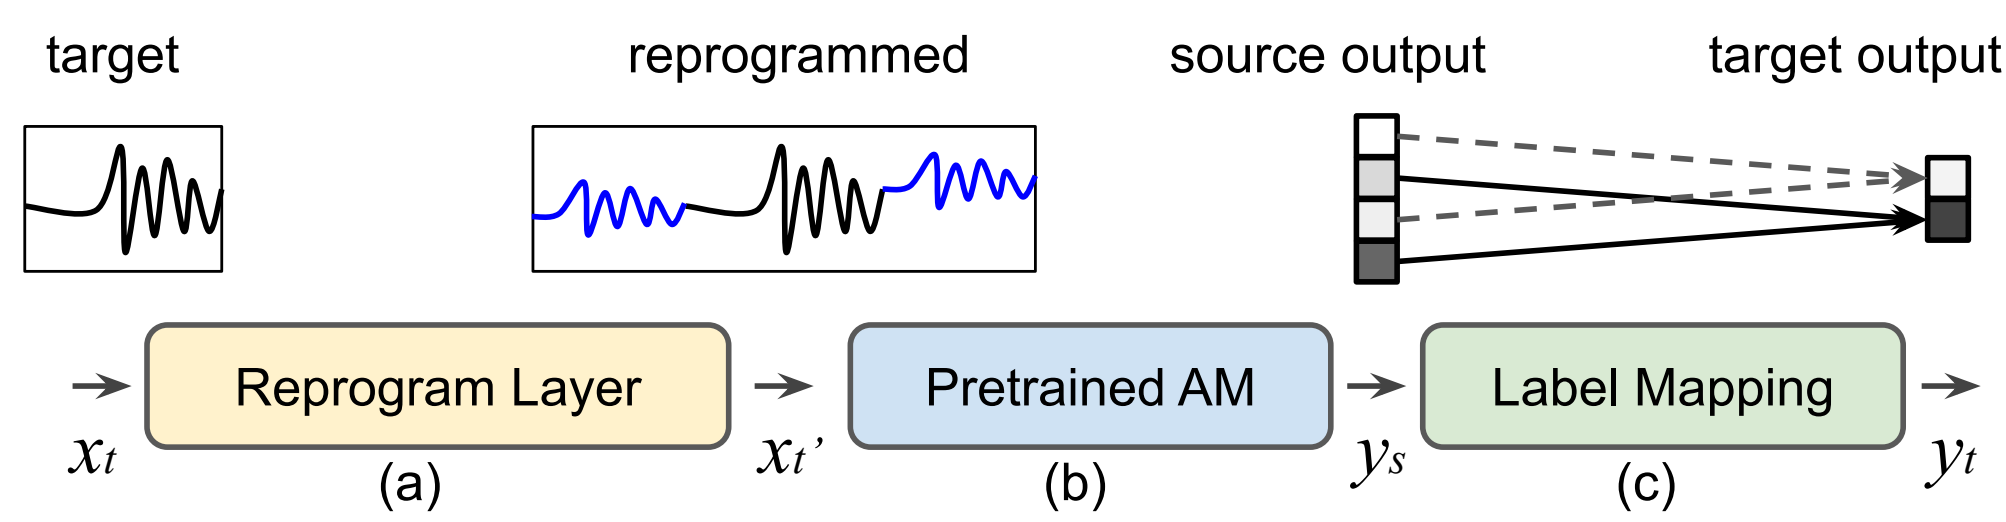 target
reprogrammed
source output
target output
Reprogram Layer
Pretrained AM
Label Mapping
xt
xt’
ys
yt
(a)
(b)
(c)